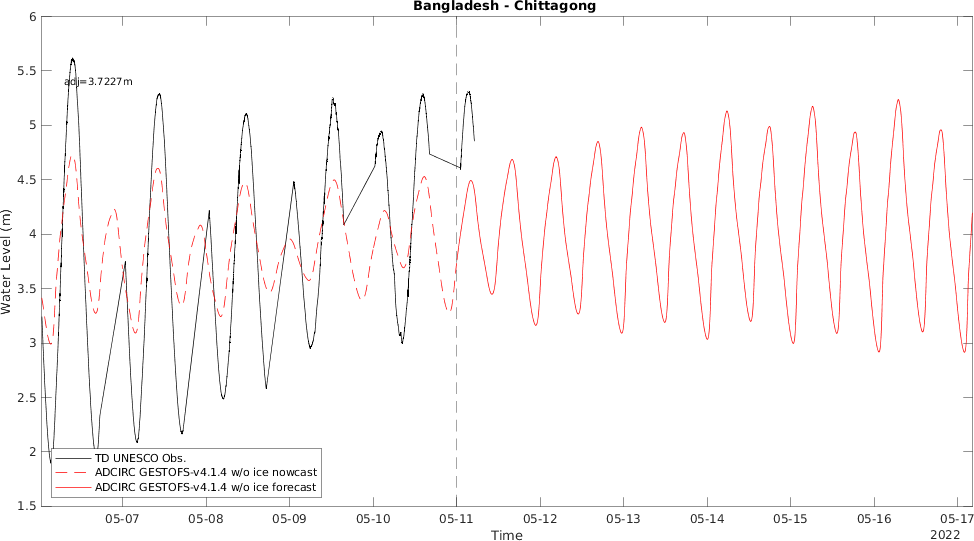 Bangladesh - Chittagong
6
5.5
adj=3.7227m
5
4.5
4
3.5
3
2.5
2
1.5
Water Level (m)
TD UNESCO Obs.
ADCIRC GESTOFS-v4.1.4 w/o ice nowcast
ADCIRC GESTOFS-v4.1.4 w/o ice forecast
05-07 05-08 05-09 05-10 05-11 05-12 05-13 05-14 05-15 05-16 05-17
Time
2022